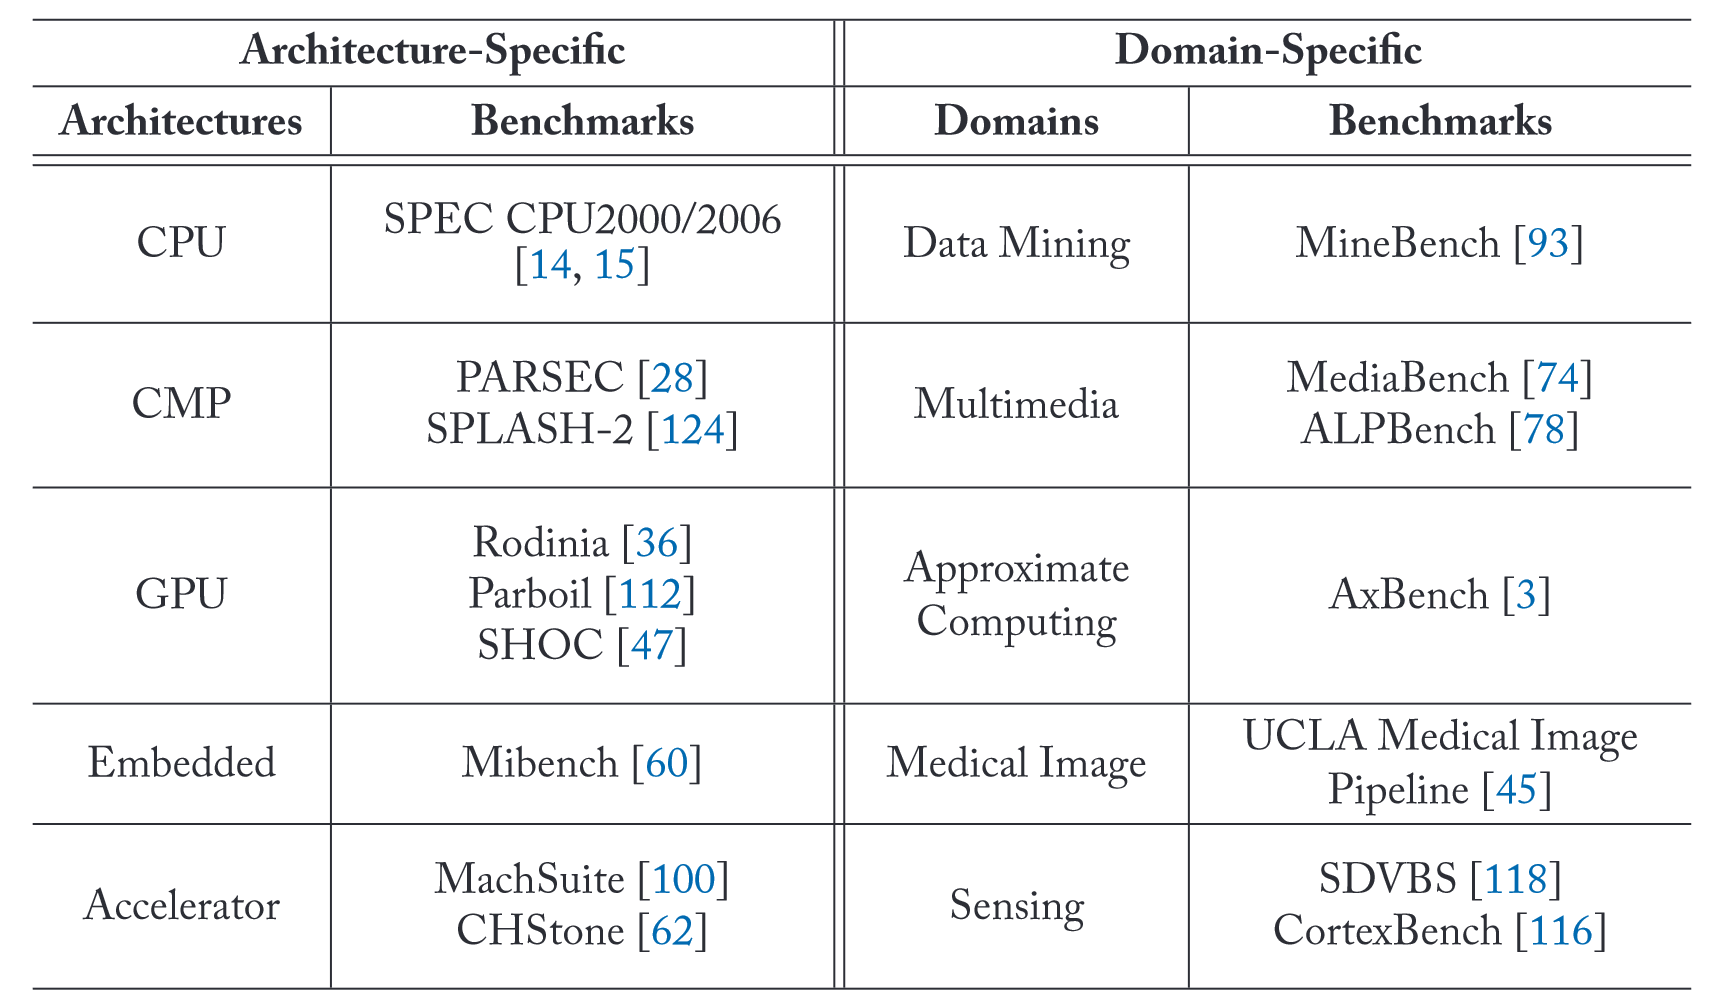 Architecture-Specific
Domain-Specific
Architectures
Benchmarks
Domains
Benchmarks
CPU
SPEC CPU2000/2006
[14, 15]
Data Mining
MineBench [93]
CMP
PARSEC [28]
SPLASH-2 [124]
Multimedia
MediaBench [74]
ALPBench [78]
GPU
Rodinia [36]
Parboil [112]
SHOC [47]
Approximate
Computing
AxBench [3]
Embedded
Mibench [60]
Medical Image
UCLA Medical Image
Pipeline [45]
Accelerator
MachSuite [100]
CHStone [62]
Sensing
SDVBS [118]
CortexBench [116]